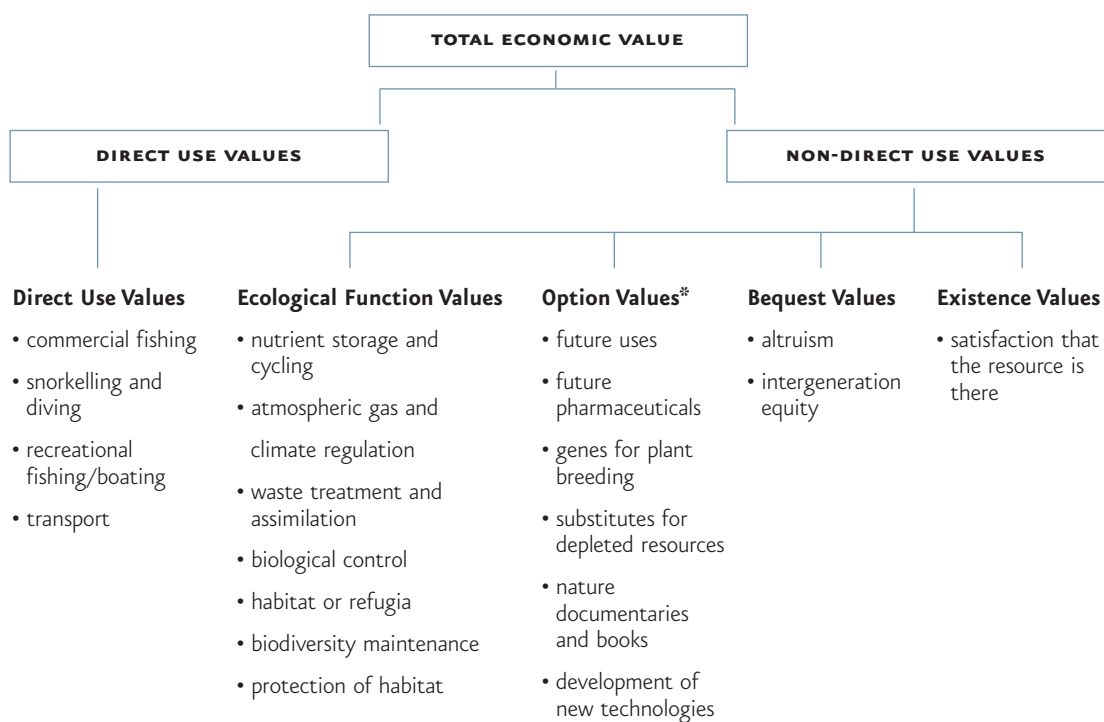 TOTAL ECONOMIC VALUE
DIRECT USE VALUES
NON-DIRECT USE VALUES
Direct Use Values
• commercial fishing
• snorkelling and
diving
• recreational
fishing/boating
• transport
Ecological Function Values
• nutrient storage and
cycling
• atmospheric gas and
climate regulation
• waste treatment and
assimilation
• biological control
• habitat or refugia
• biodiversity maintenance
• protection of habitat
Option Values*
• future uses
• future
pharmaceuticals
• genes for plant
breeding
• substitutes for
depleted resources
• nature
documentaries
and books
• development of
new technologies
Bequest Values
• altruism
• intergeneration
equity
Existence Values
• satisfaction that
the resource is
there